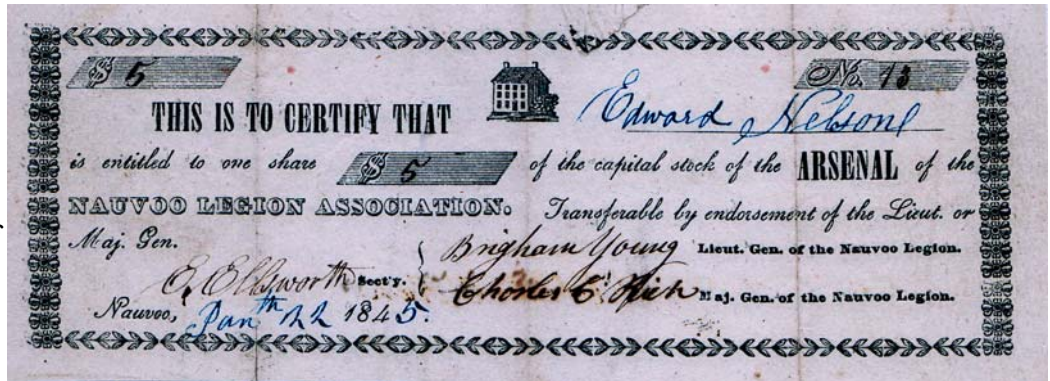 $ 5 No. 13
THIS IS TO CERTIFY THAT Edward Nelson
is entitled to one share $ 5 of the capital stock of the ARSENAL of the
NAUVOO LEGION ASSOCIATION. Transferable by endorsement of the Lieut. or
Maj. Gen. Brigham Young Lieut. Gen. of the Nauvoo Legion.
E. Ellsworth Sect'y. Charles C. Rich Maj. Gen. of the Nauvoo Legion.
Nauvoo, Jan th 22 1845.